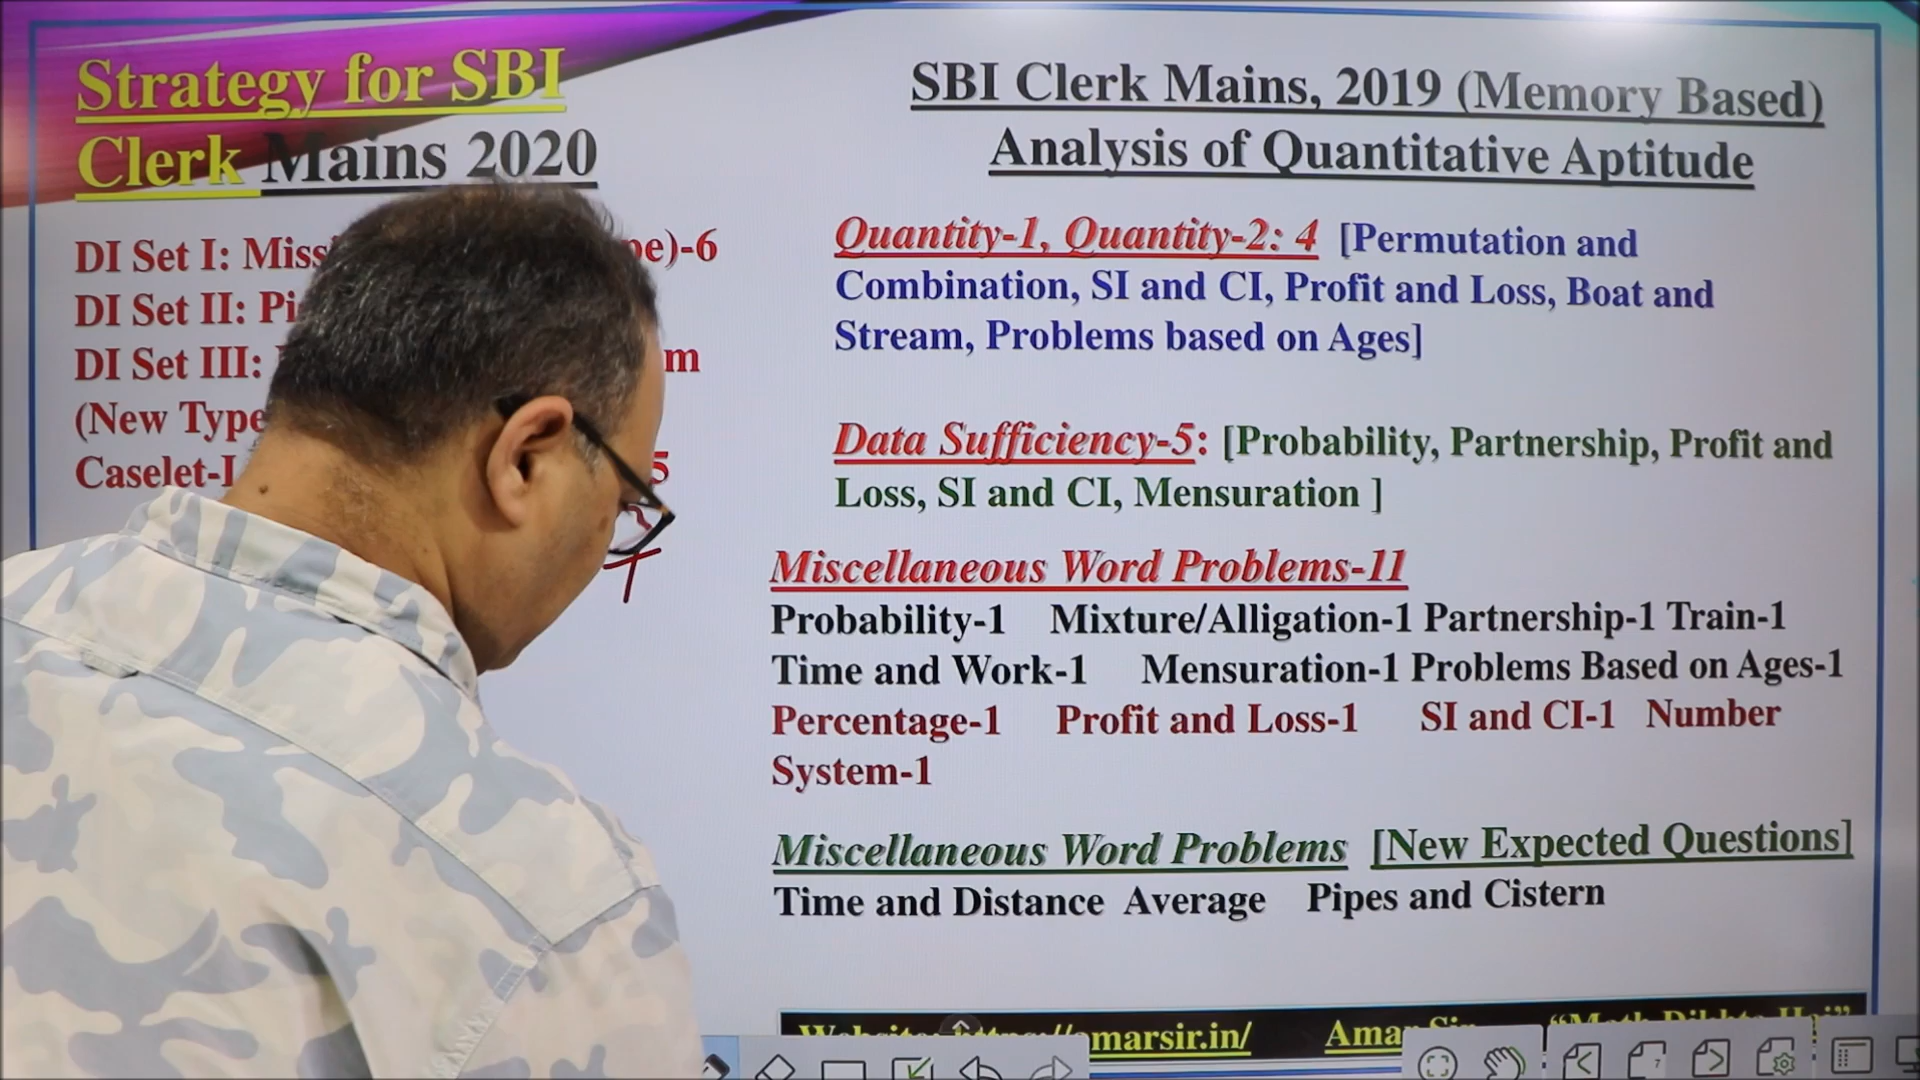 Strategy for SBI
Clerk Mains 2020
DI Set I: Miss pe)-6
DI Set II: Pi
DI Set III: m
(New Type
Caselet-I 5
SBI Clerk Mains, 2019 (Memory Based)
Analysis of Quantitative Aptitude
Quantity-1, Quantity-2: 4 [Permutation and
Combination, SI and CI, Profit and Loss, Boat and
Stream, Problems based on Ages]
Data Sufficiency-5: [Probability, Partnership, Profit and
Loss, SI and CI, Mensuration ]
Miscellaneous Word Problems-11
Probability-1 Mixture/Alligation-1 Partnership-1 Train-1
Time and Work-1 Mensuration-1 Problems Based on Ages-1
Percentage-1 Profit and Loss-1 SI and CI-1 Number
System-1
Miscellaneous Word Problems [New Expected Questions]
Time and Distance Average Pipes and Cistern
marsir.in/ Ama